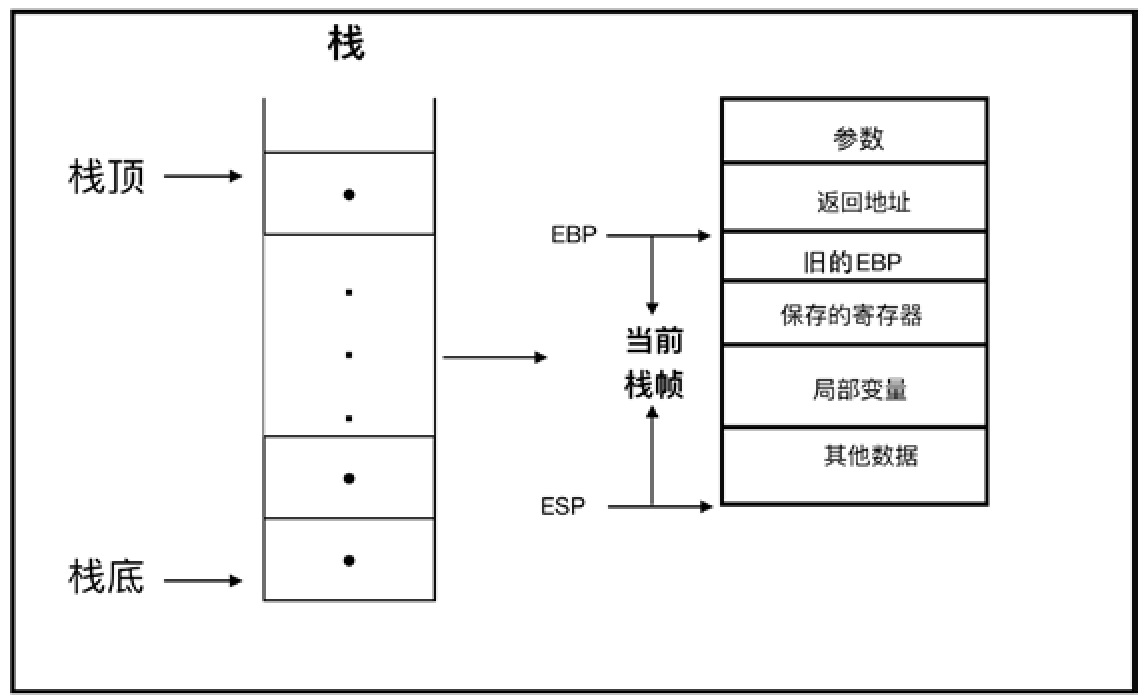 栈
栈顶
栈底
EBP
当前
栈帧
ESP
参数
返回地址
旧的EBP
保存的寄存器
局部变量
其他数据